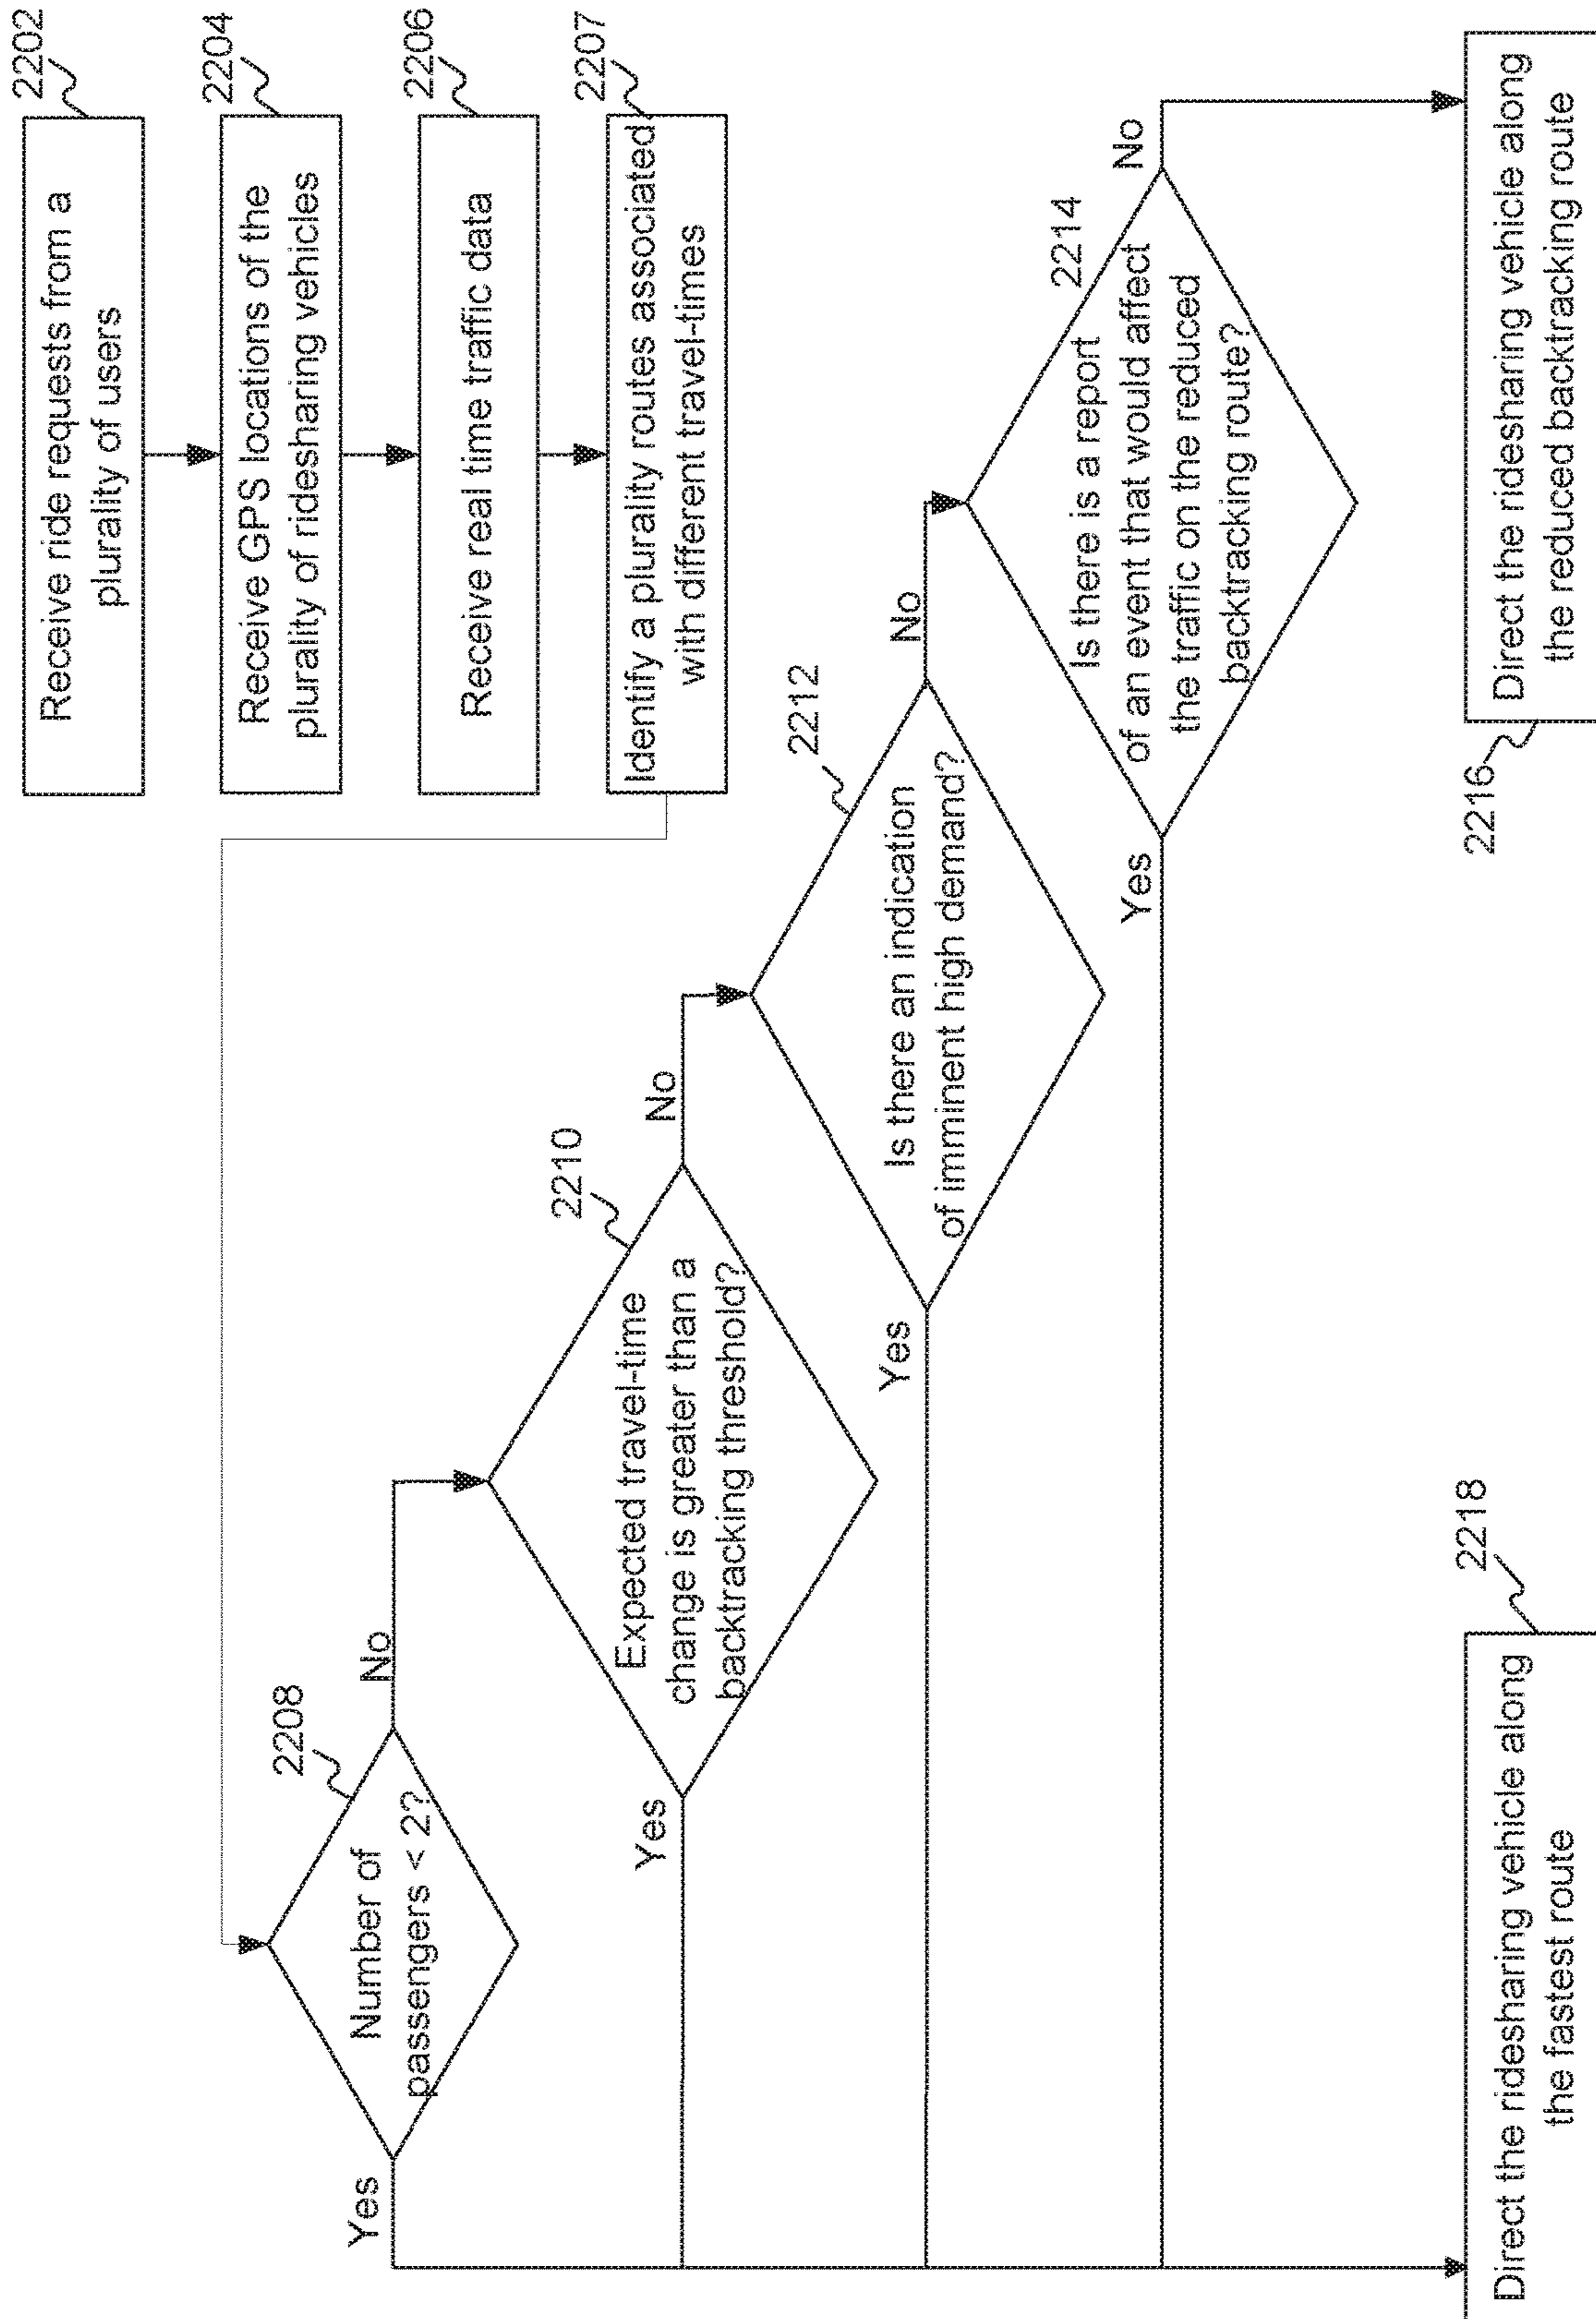 2202
Receive ride requests from a
plurality of users
2204
Receive GPS locations of the
plurality of ridesharing vehicles
2206
Receive real time traffic data
2207
Identify a plurality routes associated
with different travel-times
2208
Number of
passengers < 2?
Yes
No
2210
Expected travel-time
change is greater than a
backtracking threshold?
Yes
No
2212
Is there an indication
of imminent high demand?
Yes
No
2214
Is there is a report
of an event that would affect
the traffic on the reduced
backtracking route?
Yes
No
2218
Direct the ridesharing vehicle along
the fastest route
2216
Direct the ridesharing vehicle along
the reduced backtracking route